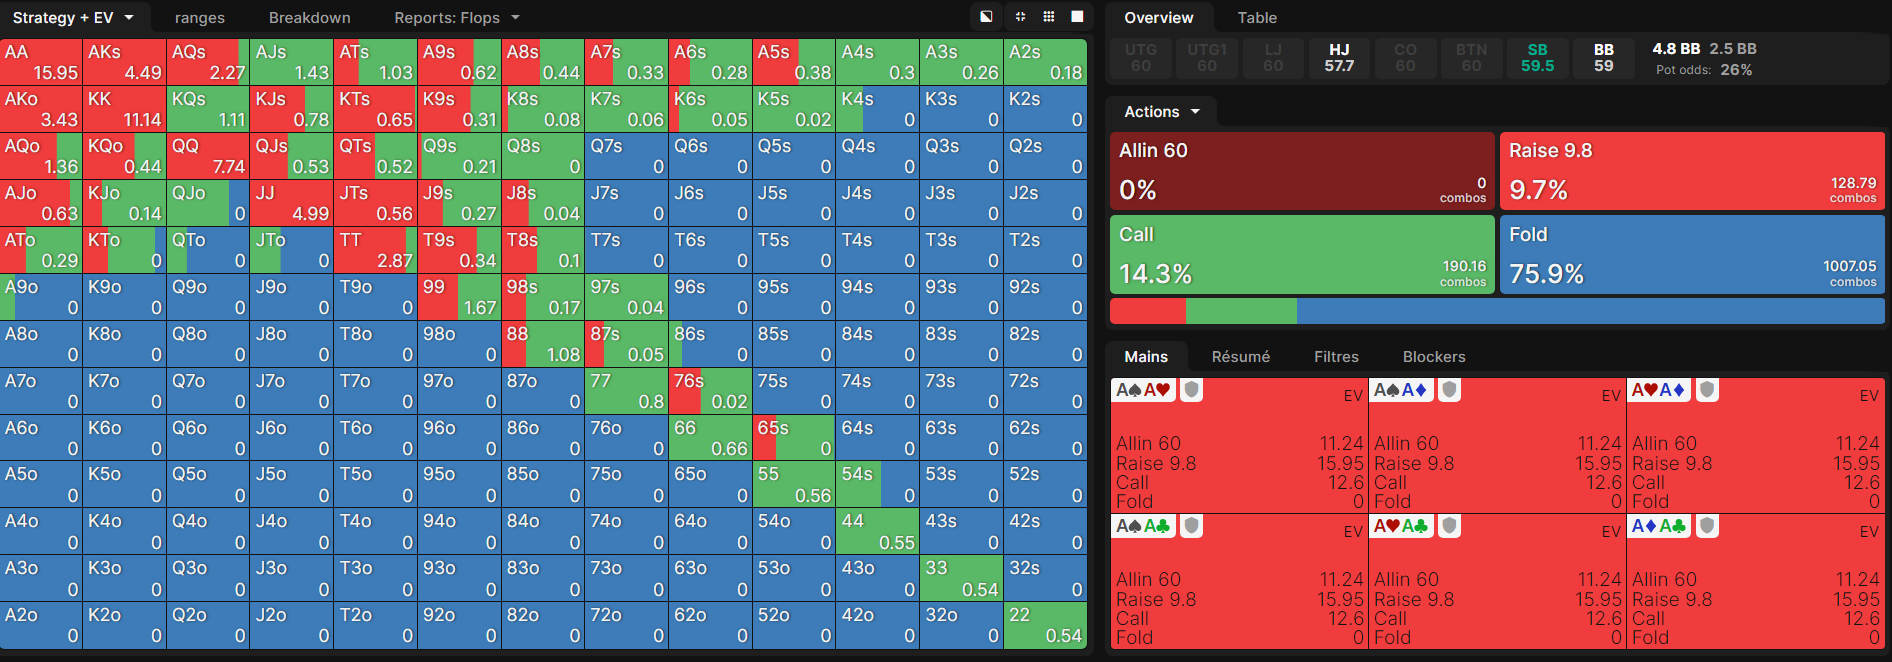 Strategy + EV ranges Breakdown Reports: Flops
AA AKs AQs AJs ATs A9s A8s A7s A6s A5s A4s A3s A2s
15.95 4.49 2.27 1.43 1.03 0.62 0.44 0.33 0.28 0.38 0.3 0.26 0.18
AKo KK KQs KJs KTs K9s K8s K7s K6s K5s K4s K3s K2s
3.43 11.14 1.11 0.78 0.65 0.31 0.08 0.06 0.05 0.02 0 0 0
AQo KQo QQ QJs QTs Q9s Q8s Q7s Q6s Q5s Q4s Q3s Q2s
1.36 0.44 7.74 0.53 0.52 0.21 0 0 0 0 0 0 0
AJo KJo QJo JJ JTs J9s J8s J7s J6s J5s J4s J3s J2s
0.63 0.14 0 4.99 0.56 0.27 0.04 0 0 0 0 0 0
ATo KTo QTo JTo TT T9s T8s T7s T6s T5s T4s T3s T2s
0.29 0 0 0 2.87 0.34 0.1 0 0 0 0 0 0
A9o K9o Q9o J9o T9o 99 98s 97s 96s 95s 94s 93s 92s
0 0 0 0 0 1.67 0.17 0.04 0 0 0 0 0
A8o K8o Q8o J8o T8o 98o 88 87s 86s 85s 84s 83s 82s
0 0 0 0 0 0 1.08 0.05 0 0 0 0 0
A7o K7o Q7o J7o T7o 97o 87o 77 76s 75s 74s 73s 72s
0 0 0 0 0 0 0 0.8 0.02 0 0 0 0
A6o K6o Q6o J6o T6o 96o 86o 76o 66 65s 64s 63s 62s
0 0 0 0 0 0 0 0 0.66 0 0 0 0
A5o K5o Q5o J5o T5o 95o 85o 75o 65o 55 54s 53s 52s
0 0 0 0 0 0 0 0 0 0.56 0 0 0
A4o K4o Q4o J4o T4o 94o 84o 74o 64o 54o 44 43s 42s
0 0 0 0 0 0 0 0 0 0 0.55 0 0
A3o K3o Q3o J3o T3o 93o 83o 73o 63o 53o 43o 33 32s
0 0 0 0 0 0 0 0 0 0 0 0.54 0
A2o K2o Q2o J2o T2o 92o 82o 72o 62o 52o 42o 32o 22
0 0 0 0 0 0 0 0 0 0 0 0 0.54
Overview Table
UTG UTG1 LJ HJ CO BTN SB BB 4.8 BB 2.5 BB
60 60 60 57.7 60 60 59.5 59 Pot odds: 26%
Actions
Allin 60 Raise 9.8
0% 0 combos 9.7% 128.79 combos
Call Fold
14.3% 190.16 combos 75.9% 1007.05 combos
Mains Résumé Filtres Blockers
A♠A♥ EV A♠A♦ EV A♥A♦ EV
Allin 60 11.24 Allin 60 11.24 Allin 60 11.24
Raise 9.8 15.95 Raise 9.8 15.95 Raise 9.8 15.95
Call 12.6 Call 12.6 Call 12.6
Fold 0 Fold 0 Fold 0
A♠A♣ EV A♥A♣ EV A♦A♣ EV
Allin 60 11.24 Allin 60 11.24 Allin 60 11.24
Raise 9.8 15.95 Raise 9.8 15.95 Raise 9.8 15.95
Call 12.6 Call 12.6 Call 12.6
Fold 0 Fold 0 Fold 0